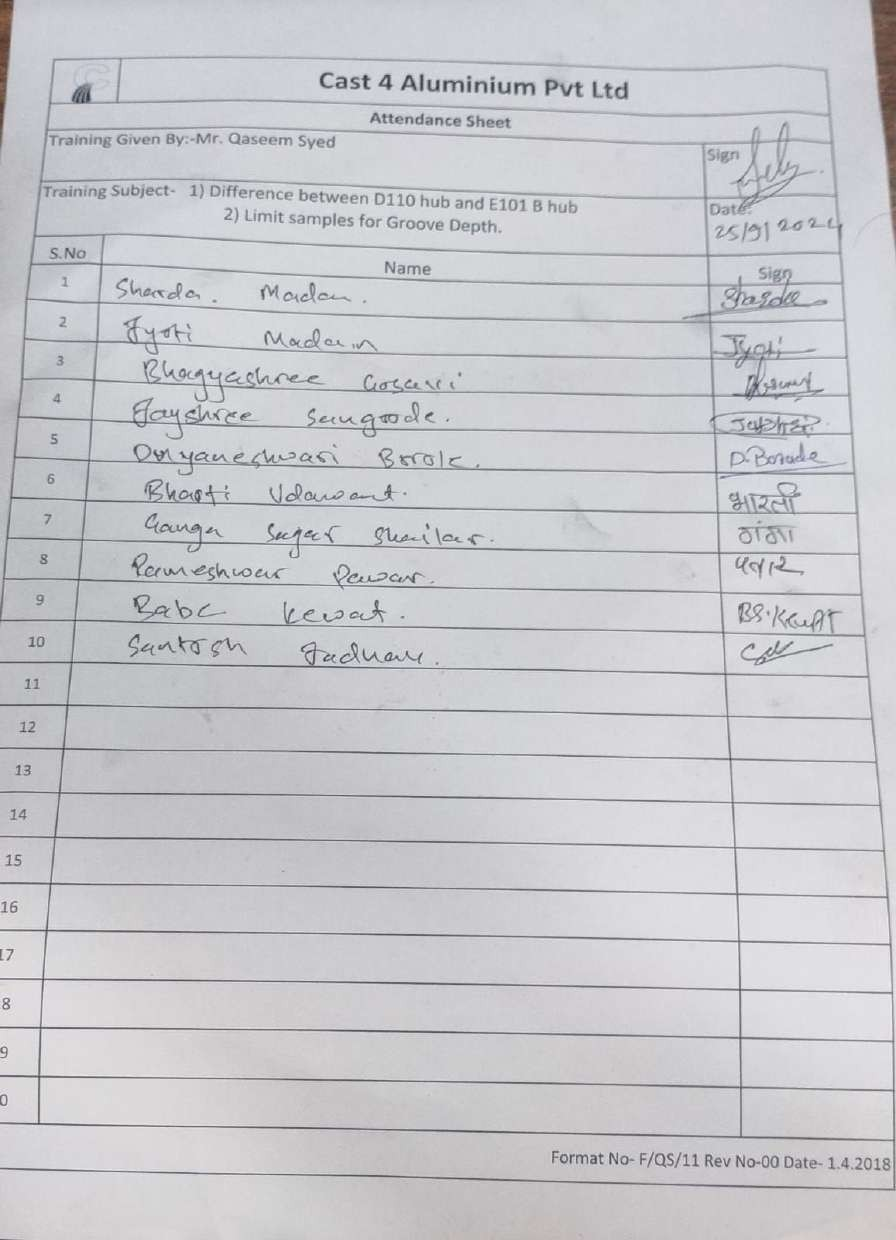 Cast 4 Aluminium Pvt Ltd
Attendance Sheet
Training Given By:-Mr. Qaseem Syed
Sign
Training Subject- 1) Difference between D110 hub and E101 B hub
2) Limit samples for Groove Depth.
Date:
25/9/2024
S.No Name Sign
1 Sharda. Madan. Sharda
2 Jyoti Madan Jyoti
3 Bhagyashree Gosavi
4 Jayshree Sangode.
5 Dnyaneshwari Borole. D.Borade
6 Bharti Udawant. भारती
7 Ganga Sagar Shailar. गंगा
8 Rameshwar Pawar. पवार
9 Babc Kewat. BS.KEWAT
10 Santosh Jadhav.
11
12
13
14
15
16
17
8
9
0
Format No- F/QS/11 Rev No-00 Date- 1.4.2018